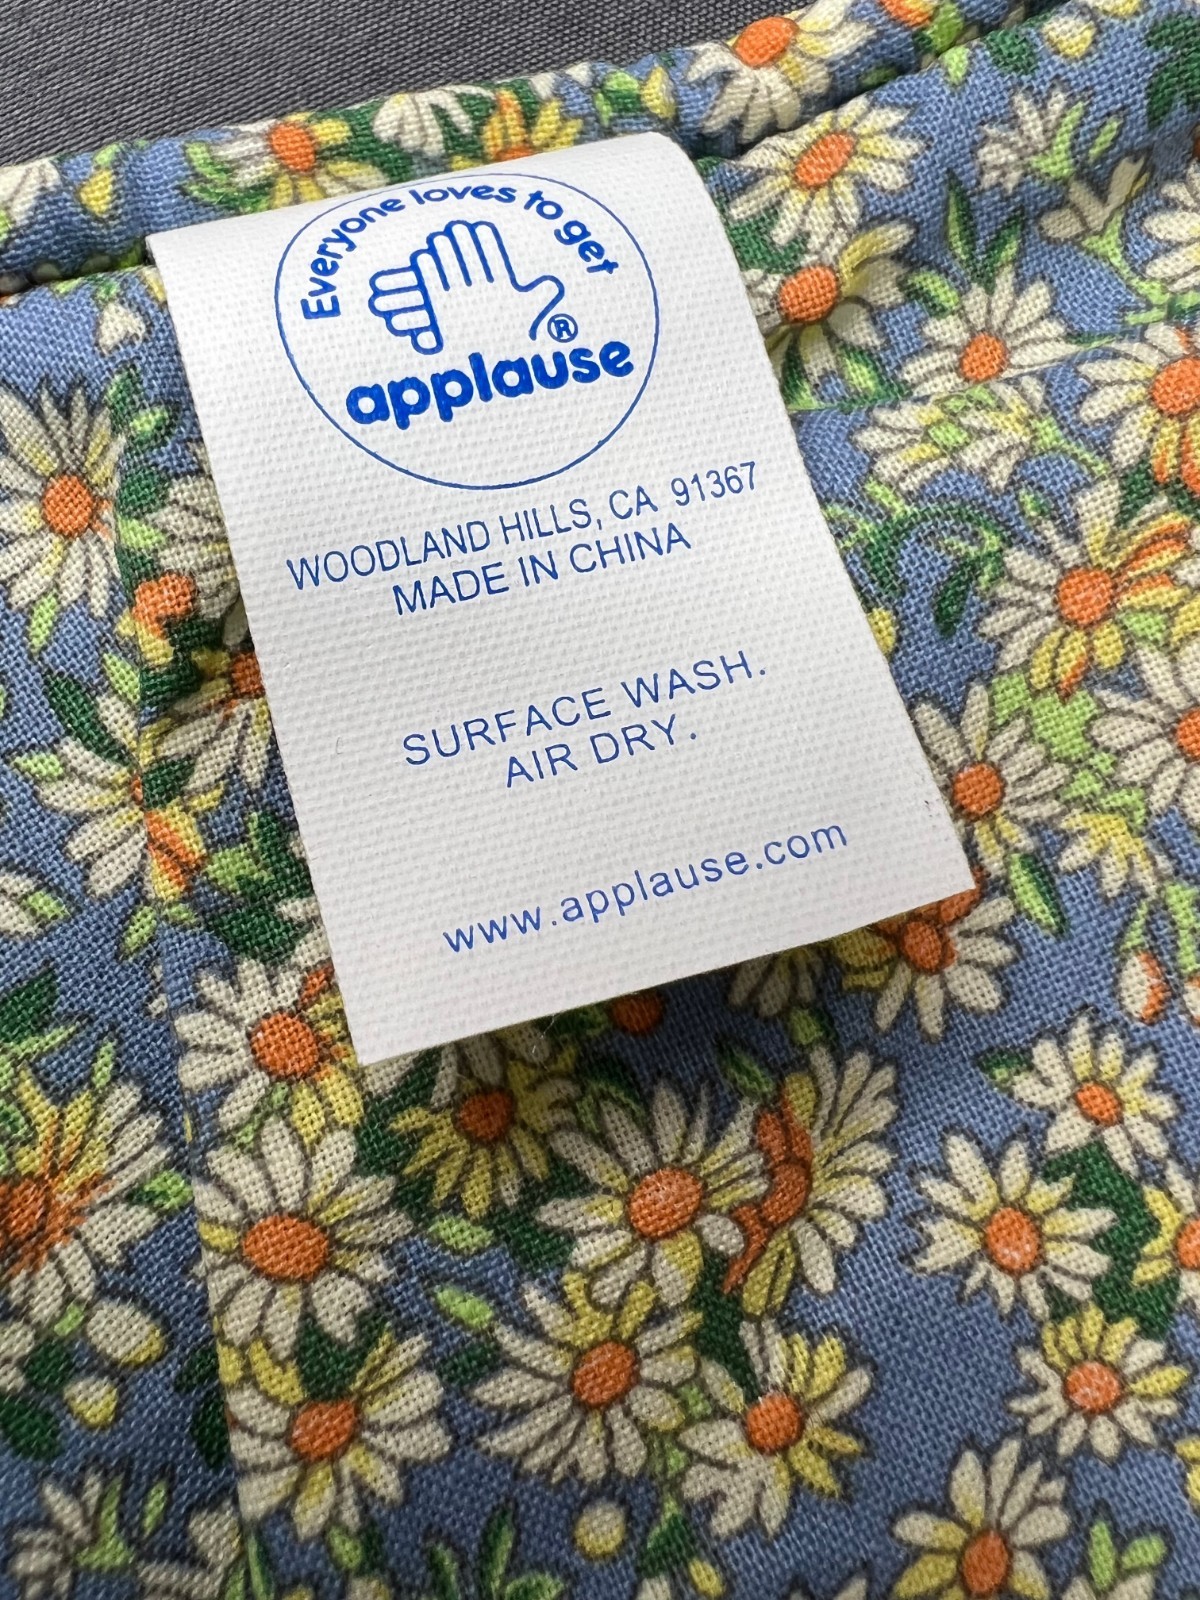 Everyone loves to get
®
applause
WOODLAND HILLS, CA 91367
MADE IN CHINA
SURFACE WASH.
AIR DRY.
www.applause.com